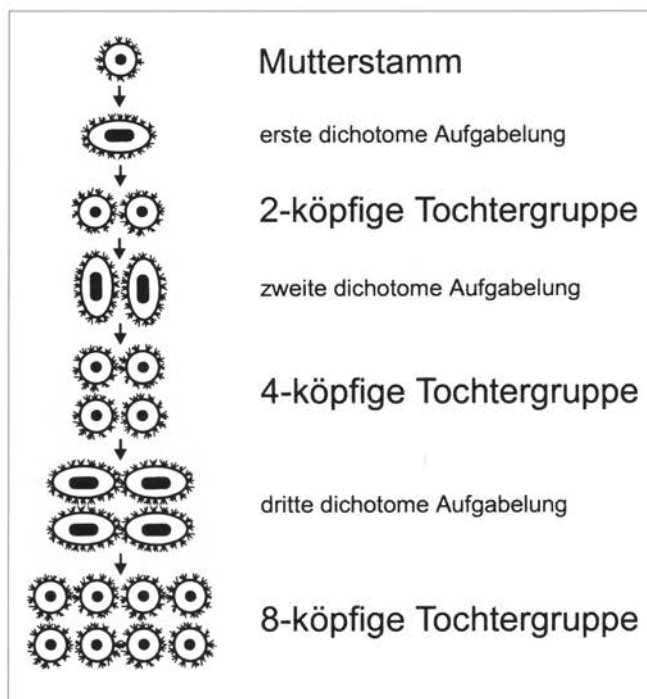 Mutterstamm
erste dichotome Aufgabelung
2-köpfige Tochtergruppe
zweite dichotome Aufgabelung
4-köpfige Tochtergruppe
dritte dichotome Aufgabelung
8-köpfige Tochtergruppe